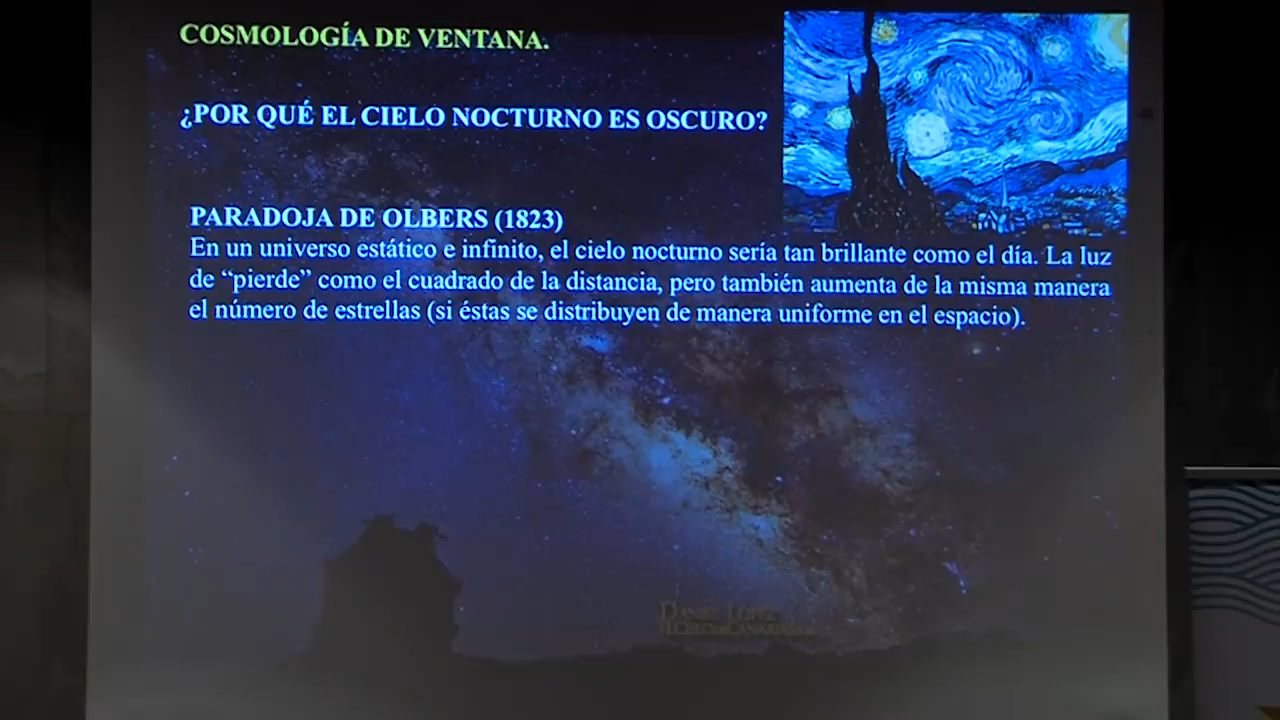 COSMOLOGÍA DE VENTANA.
¿POR QUÉ EL CIELO NOCTURNO ES OSCURO?
PARADOJA DE OLBERS (1823)
En un universo estático e infinito, el cielo nocturno sería tan brillante como el día. La luz
de “pierde” como el cuadrado de la distancia, pero también aumenta de la misma manera
el número de estrellas (si éstas se distribuyen de manera uniforme en el espacio).
DANIEL LÓPEZ